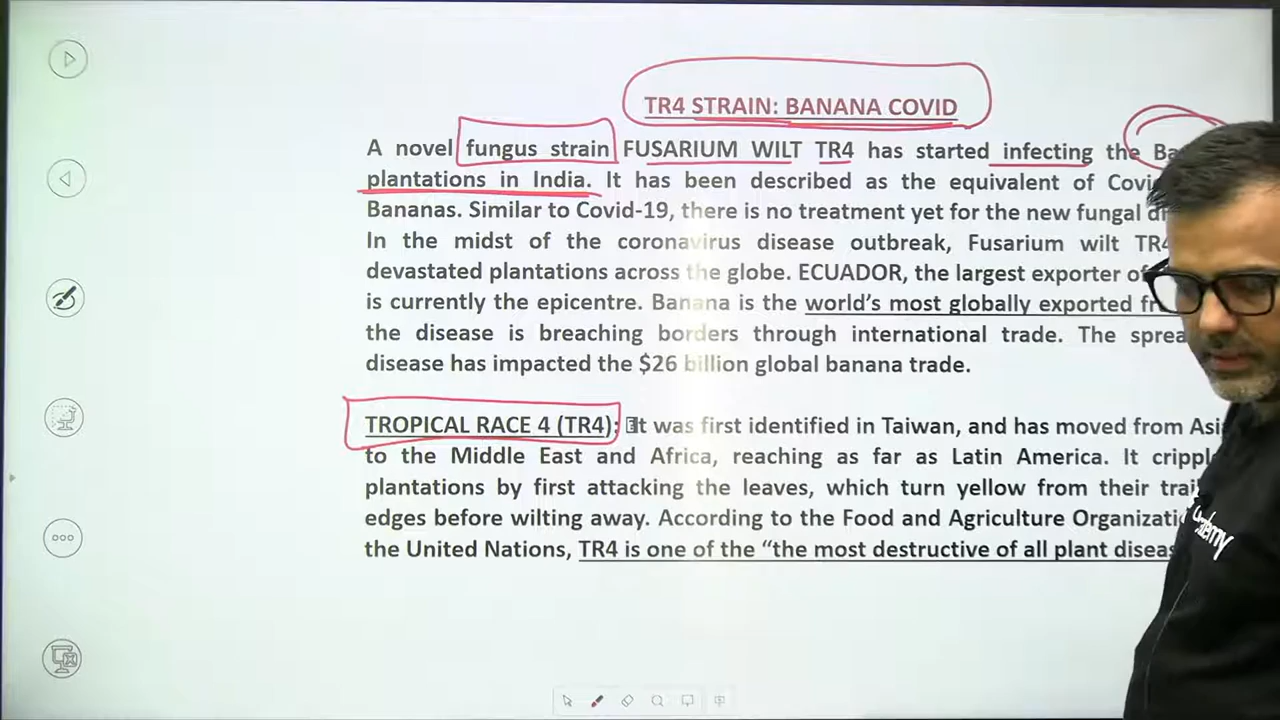 TR4 STRAIN: BANANA COVID
A novel fungus strain FUSARIUM WILT TR4 has started infecting the
plantations in India. It has been described as the equivalent of
Bananas. Similar to Covid-19, there is no treatment yet for the new fungal
In the midst of the coronavirus disease outbreak, Fusarium wilt TR4
devastated plantations across the globe. ECUADOR, the largest exporter of
is currently the epicentre. Banana is the world’s most globally exported
the disease is breaching borders through international trade. The
disease has impacted the $26 billion global banana trade.
TROPICAL RACE 4 (TR4): It was first identified in Taiwan, and has moved from
to the Middle East and Africa, reaching as far as Latin America. It
plantations by first attacking the leaves, which turn yellow from their
edges before wilting away. According to the Food and Agriculture
the United Nations, TR4 is one of the “the most destructive of all plant